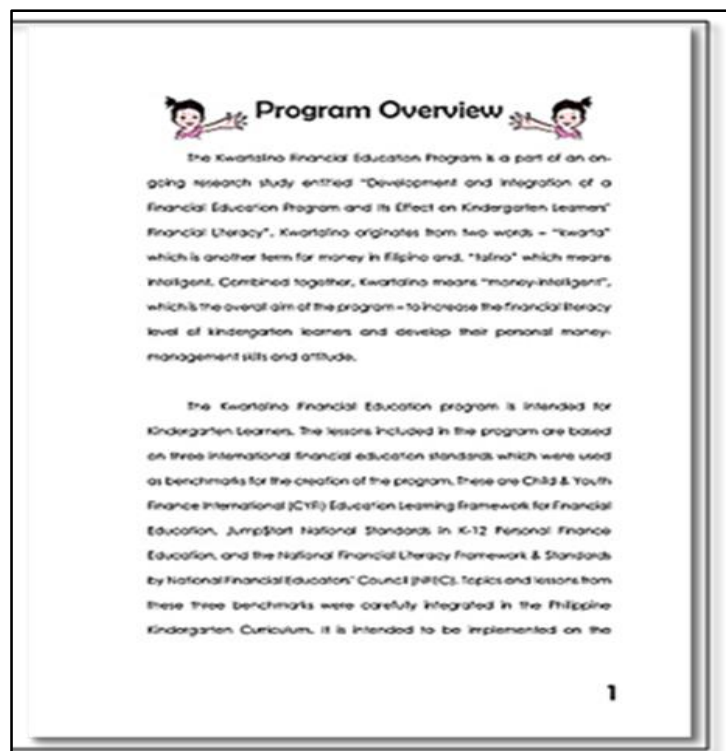 Program Overview
The Kwartalino Financial Education Program is a part of an on-
going research study entitled "Development and Integration of a
Financial Education Program and Its Effect on Kindergarten Learners'
Financial Literacy". Kwartalino originates from two words – "kwarta"
which is another term for money in Filipino and, "talino" which means
intelligent. Combined together, Kwartalino means "money-intelligent",
which is the overall aim of the program – to increase the financial literacy
level of kindergarten learners and develop their personal money-
management skills and attitude.
The Kwartalino Financial Education program is intended for
Kindergarten Learners. The lessons included in the program are based
on three international financial education standards which were used
as benchmarks for the creation of the program. These are Child & Youth
Finance International (CYFI) Education Learning Framework for Financial
Education, Jump$tart National Standards in K-12 Personal Finance
Education, and the National Financial Literacy Framework & Standards
by National Financial Educators' Council (NFEC). Topics and lessons from
these three benchmarks were carefully integrated in the Philippine
Kindergarten Curriculum. It is intended to be implemented on the
1